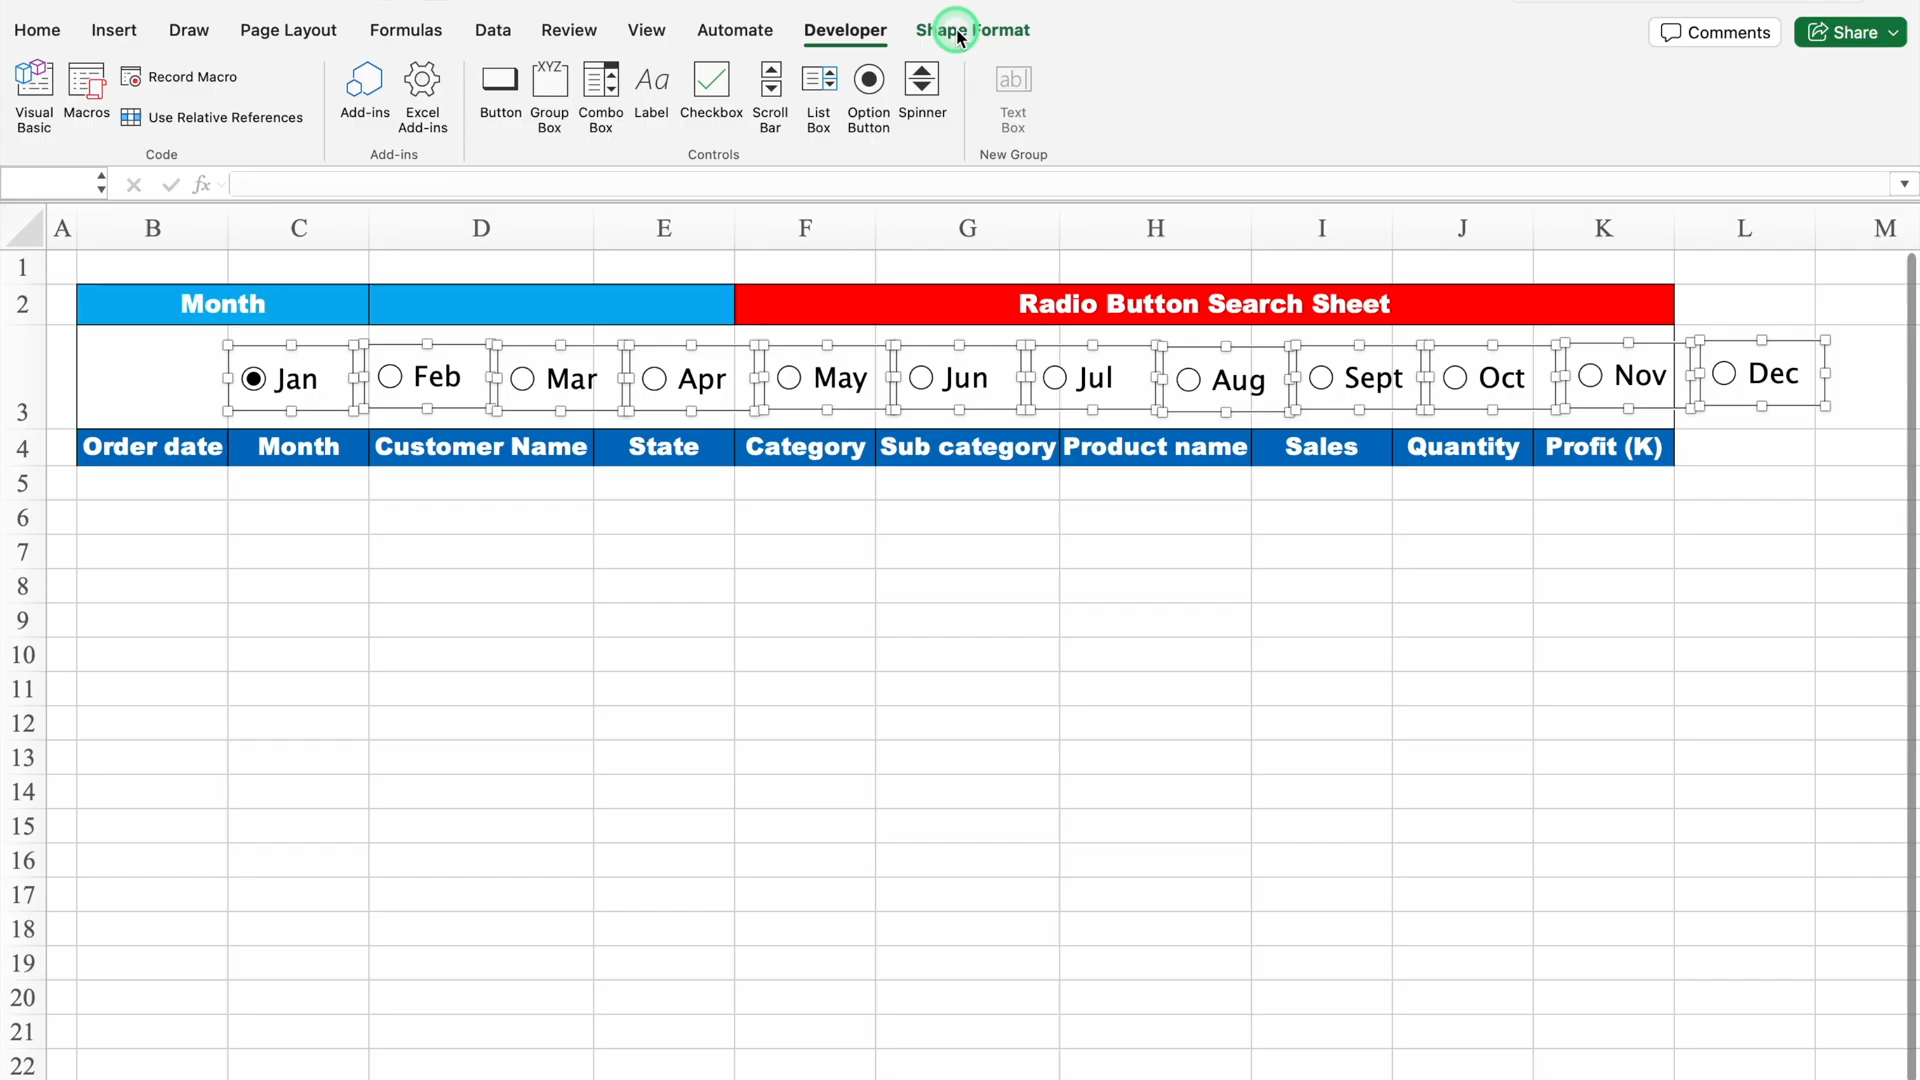 Home Insert Draw Page Layout Formulas Data Review View Automate Developer Shape Format Comments Share
Visual Basic Macros Record Macro Use Relative References Add-ins Excel Add-ins Button Group Box Combo Box Label Checkbox Scroll Bar List Box Option Button Spinner Text Box
XYZ Aa ab|
Code Add-ins Controls New Group
fx
A B C D E F G H I J K L M
1
2 Month Radio Button Search Sheet
3 Jan Feb Mar Apr May Jun Jul Aug Sept Oct Nov Dec
4 Order date Month Customer Name State Category Sub category Product name Sales Quantity Profit (K)
5
6
7
8
9
10
11
12
13
14
15
16
17
18
19
20
21
22